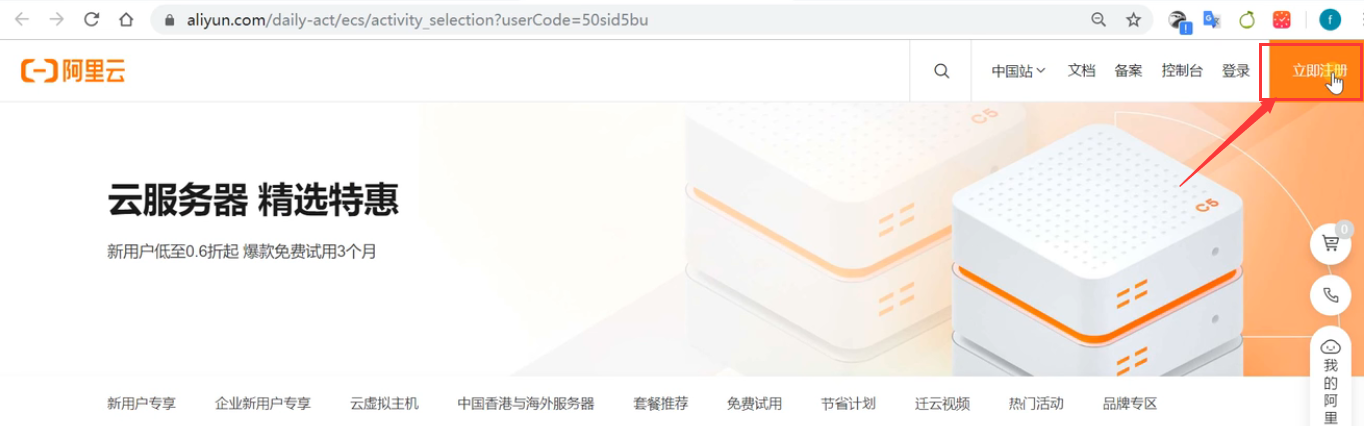 aliyun.com/daily-act/ecs/activity_selection?userCode=50sid5bu
f
阿里云
中国站
文档
备案
控制台
登录
立即注册
C5
C5
云服务器 精选特惠
新用户低至0.6折起 爆款免费试用3个月
0
我的阿里
新用户专享
企业新用户专享
云虚拟主机
中国香港与海外服务器
套餐推荐
免费试用
节省计划
迁云视频
热门活动
品牌专区